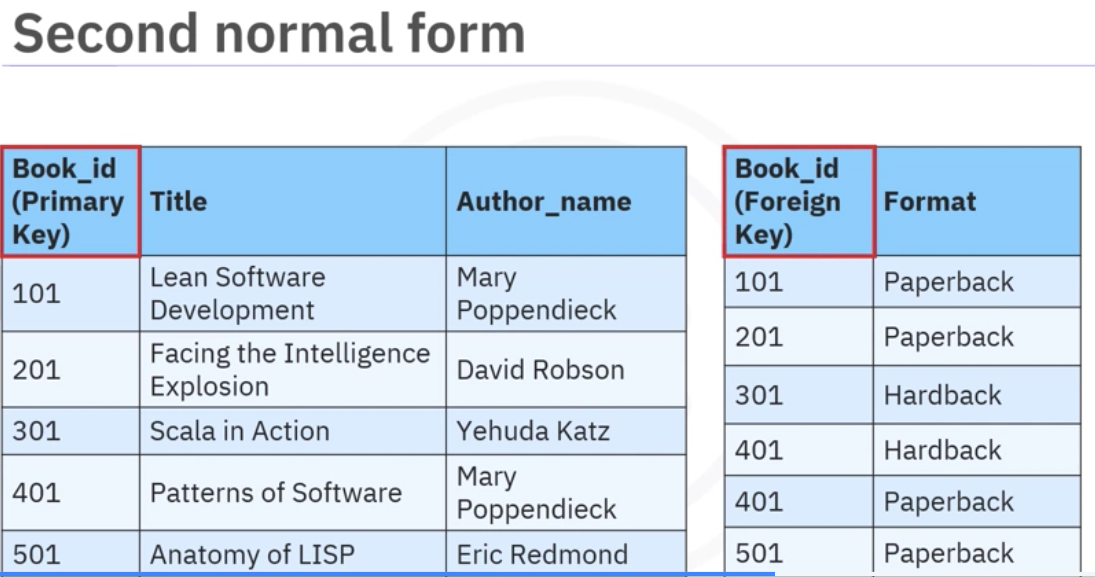 Second normal form
Book_id
(Primary
Key)
Title
Author_name
101
Lean Software
Development
Mary
Poppendieck
201
Facing the Intelligence
Explosion
David Robson
301
Scala in Action
Yehuda Katz
401
Patterns of Software
Mary
Poppendieck
501
Anatomy of LISP
Eric Redmond
Book_id
(Foreign
Key)
Format
101
Paperback
201
Paperback
301
Hardback
401
Hardback
401
Paperback
501
Paperback